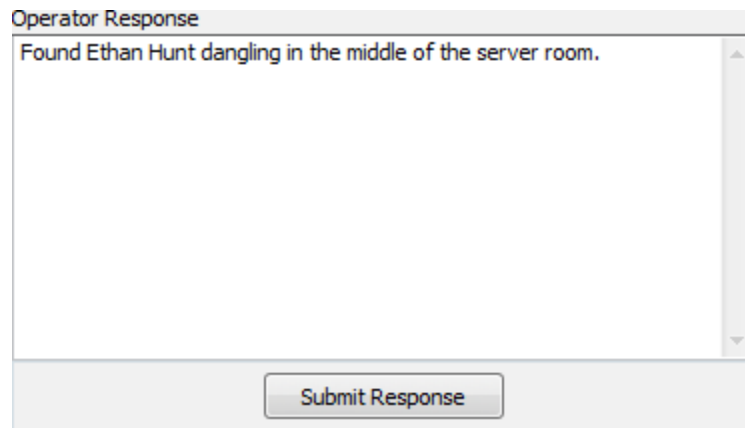 Operator Response
Found Ethan Hunt dangling in the middle of the server room.
Submit Response